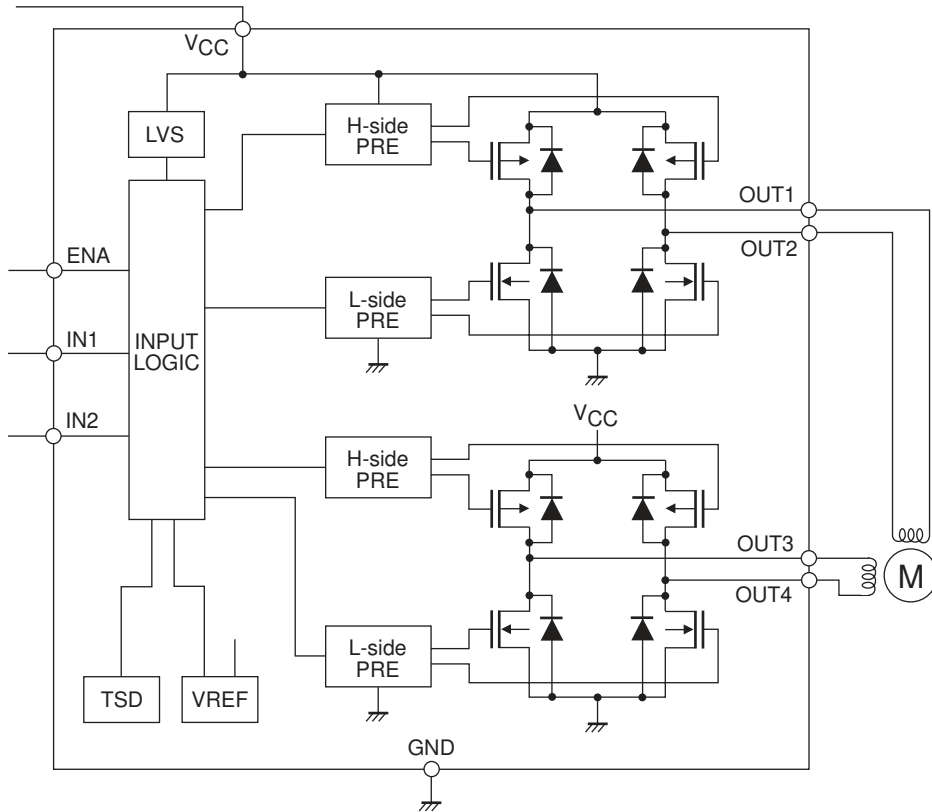 VCC
LVS
H-side
PRE
OUT1
OUT2
ENA
L-side
PRE
INPUT
LOGIC
IN1
IN2
VCC
H-side
PRE
OUT3
OUT4
M
L-side
PRE
TSD
VREF
GND